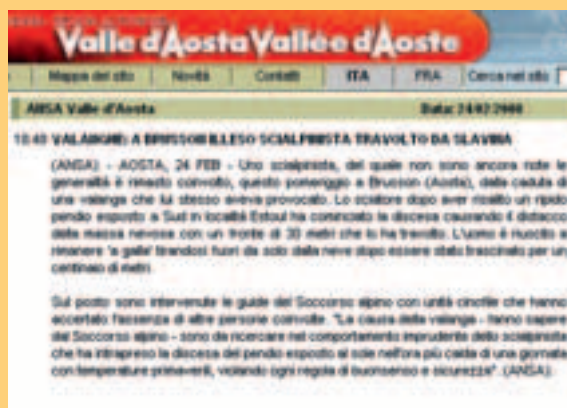 Valle d'Aosta Vallée d'Aoste
Mappa del sito Novità Contatti ITA FRA Cerca nel sito
ANSA Valle d'Aosta Data: 24/02/2008
VALANGHE: A BRUSSON ILLESO SCIALPINISTA TRAVOLTO DA SLAVINA
(ANSA) - AOSTA, 24 FEB - Uno scialpinista, del quale non sono ancora note le
generalità è rimasto coinvolto, questo pomeriggio a Brusson (Aosta), dalla caduta di
una valanga che lui stesso aveva provocato. Lo sciatore dopo aver risalito un ripido
pendio esposto a Sud in località Estoul ha cominciato la discesa causando il distacco
della massa nevosa con un fronte di 30 metri che lo ha travolto. L'uomo è riuscito a
rimanere 'a galla' tirandosi fuori da solo dalla neve dopo essere stato trascinato per un
centinaio di metri.
Sul posto sono intervenute le guide del Soccorso alpino con unità cinofile che hanno
accertato l'assenza di altre persone coinvolte. "La causa della valanga - fanno sapere
dal Soccorso alpino - sono da ricercare nel comportamento imprudente dello scialpinista
che ha intrapreso la discesa del pendio esposto al sole nell'ora più calda di una giornata
con temperature primaverili, violando ogni regola di buonsenso e sicurezza". (ANSA).